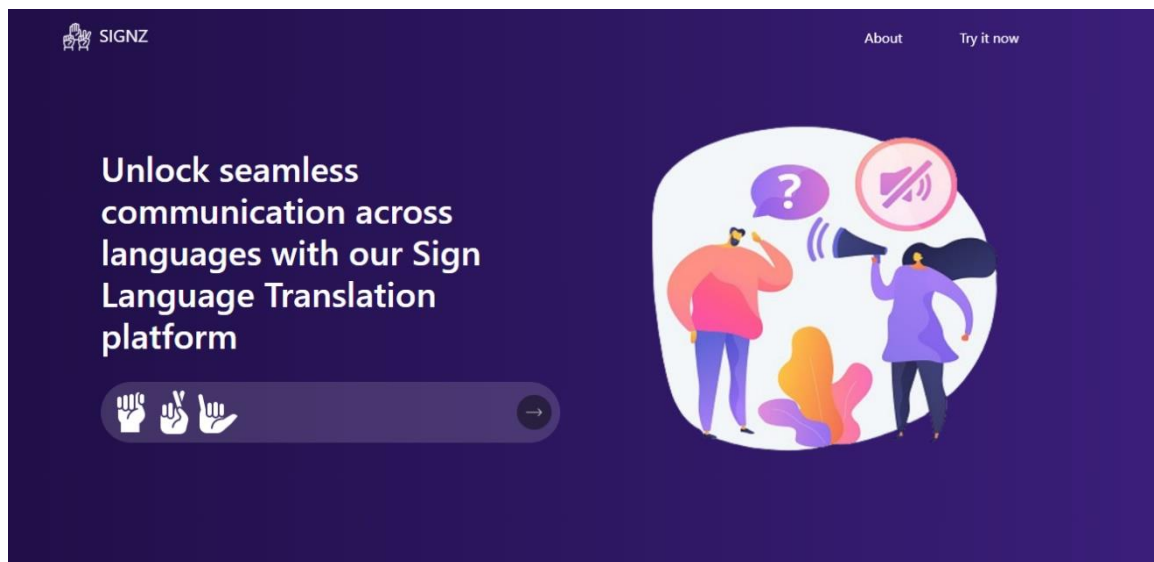 SIGNZ
About
Try it now
Unlock seamless
communication across
languages with our Sign
Language Translation
platform
?